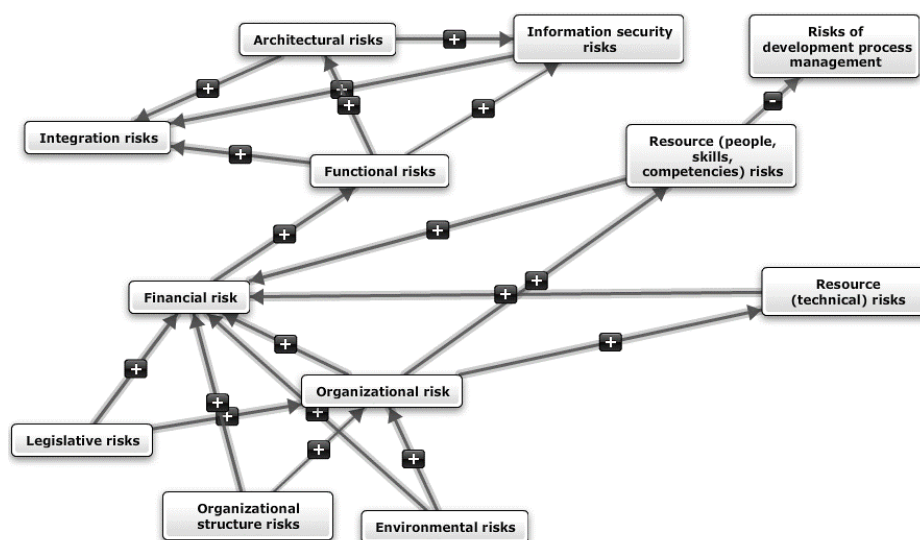 Architectural risks
+
Information security
risks
Risks of
development process
management
+
+
+
+
-
Integration risks
+
Functional risks
Resource (people,
skills,
competencies) risks
+
+
Financial risk
+
+
Resource
(technical) risks
+
+
+
Organizational risk
+
+
+
Legislative risks
+
+
Organizational
structure risks
Environmental risks